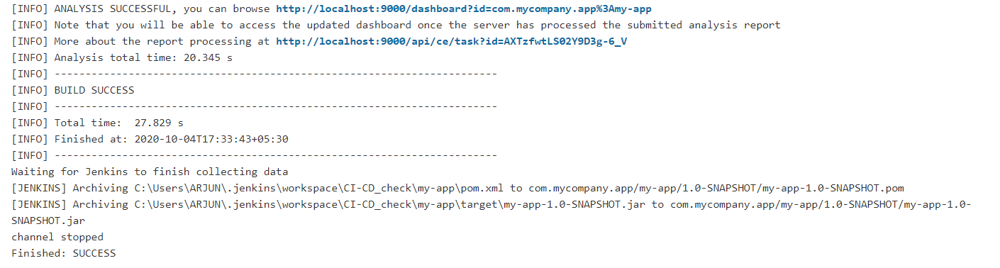 [INFO] ANALYSIS SUCCESSFUL, you can browse http://localhost:9000/dashboard?id=com.mycompany.app%3Amy-app
[INFO] Note that you will be able to access the updated dashboard once the server has processed the submitted analysis report
[INFO] More about the report processing at http://localhost:9000/api/ce/task?id=AXTzfwtLS02Y9D3g-6_V
[INFO] Analysis total time: 20.345 s
[INFO] ------------------------------------------------------------------------
[INFO] BUILD SUCCESS
[INFO] ------------------------------------------------------------------------
[INFO] Total time:  27.829 s
[INFO] Finished at: 2020-10-04T17:33:43+05:30
[INFO] ------------------------------------------------------------------------
Waiting for Jenkins to finish collecting data
[JENKINS] Archiving C:\Users\ARJUN\.jenkins\workspace\CI-CD_check\my-app\pom.xml to com.mycompany.app/my-app/1.0-SNAPSHOT/my-app-1.0-SNAPSHOT.pom
[JENKINS] Archiving C:\Users\ARJUN\.jenkins\workspace\CI-CD_check\my-app\target\my-app-1.0-SNAPSHOT.jar to com.mycompany.app/my-app/1.0-SNAPSHOT/my-app-1.0-
SNAPSHOT.jar
channel stopped
Finished: SUCCESS